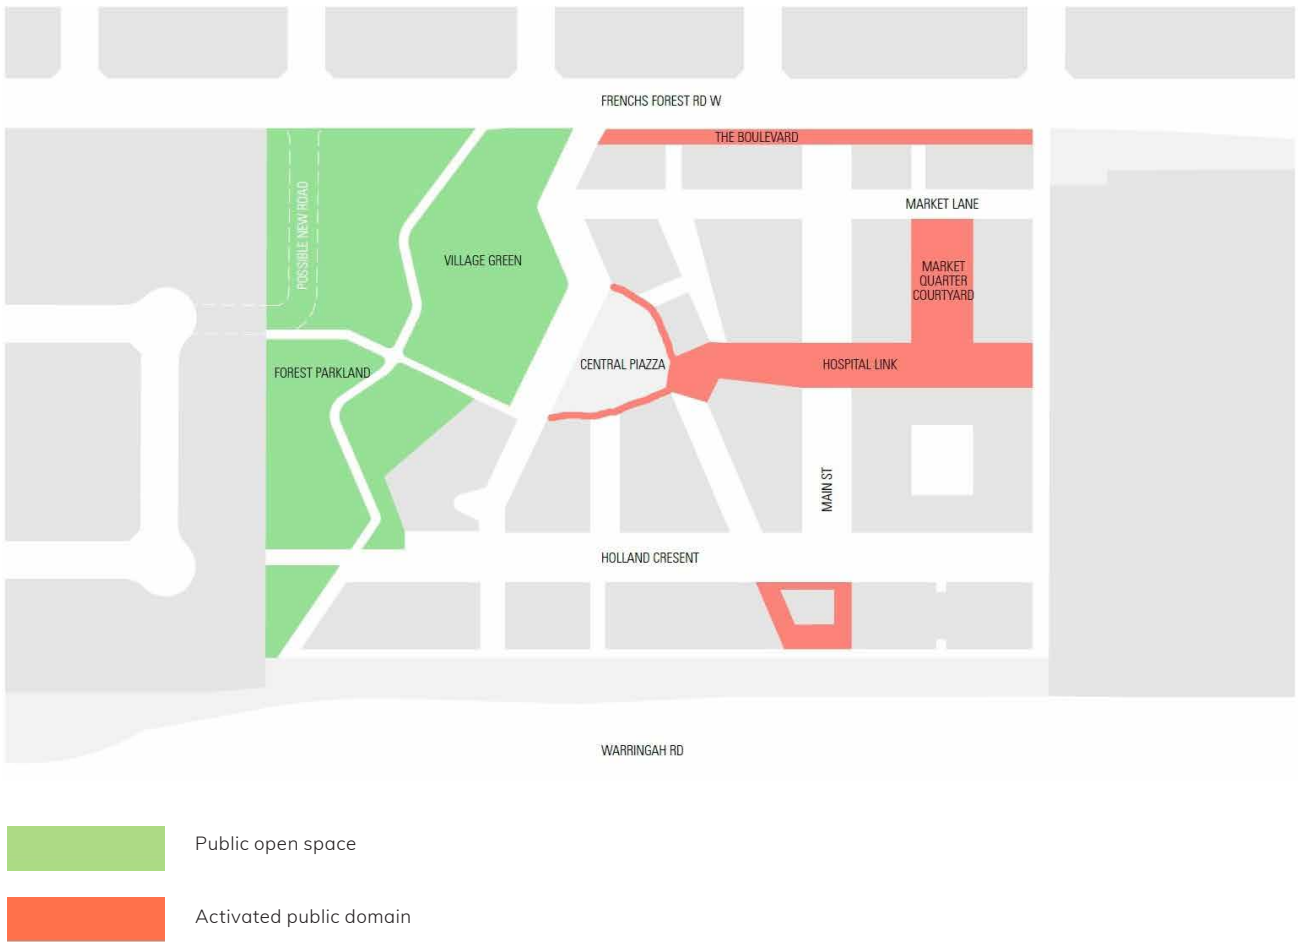 FRENCHS FOREST RD W
THE BOULEVARD
POSSIBLE NEW ROAD
MARKET LANE
VILLAGE GREEN
MARKET
QUARTER
COURTYARD
CENTRAL PIAZZA
HOSPITAL LINK
FOREST PARKLAND
MAIN ST
HOLLAND CRESENT
WARRINGAH RD
Public open space
Activated public domain